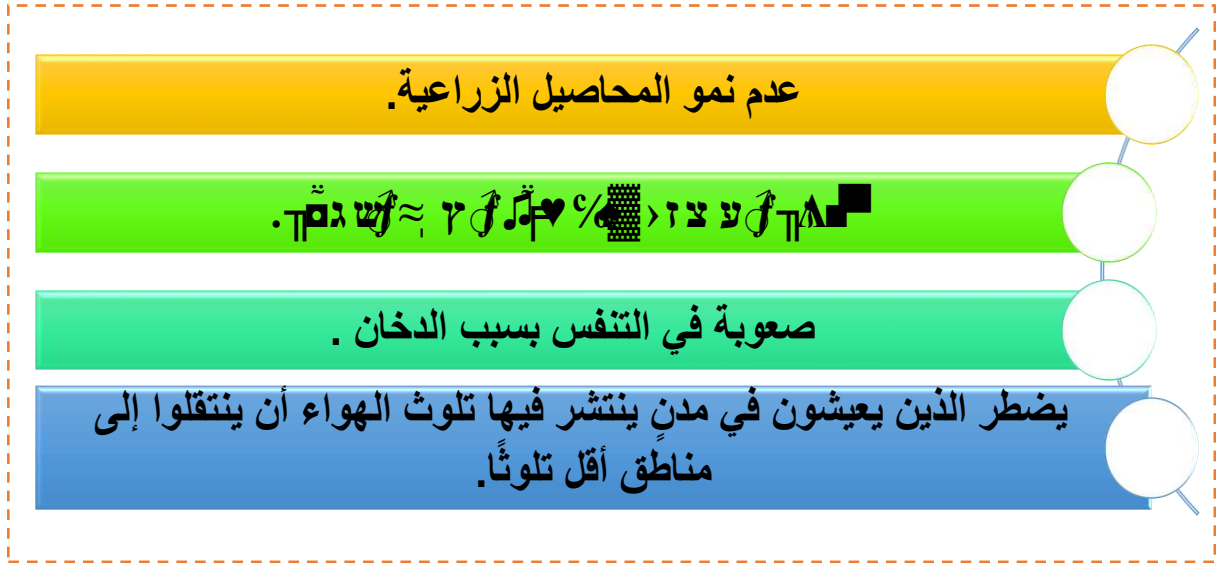 عدم نمو المحاصيل الزراعية.
صعوبة في التنفس بسبب الدخان .
يضطر الذين يعيشون في مدنٍ ينتشر فيها تلوث الهواء أن ينتقلوا إلى
مناطق أقل تلوثًا.